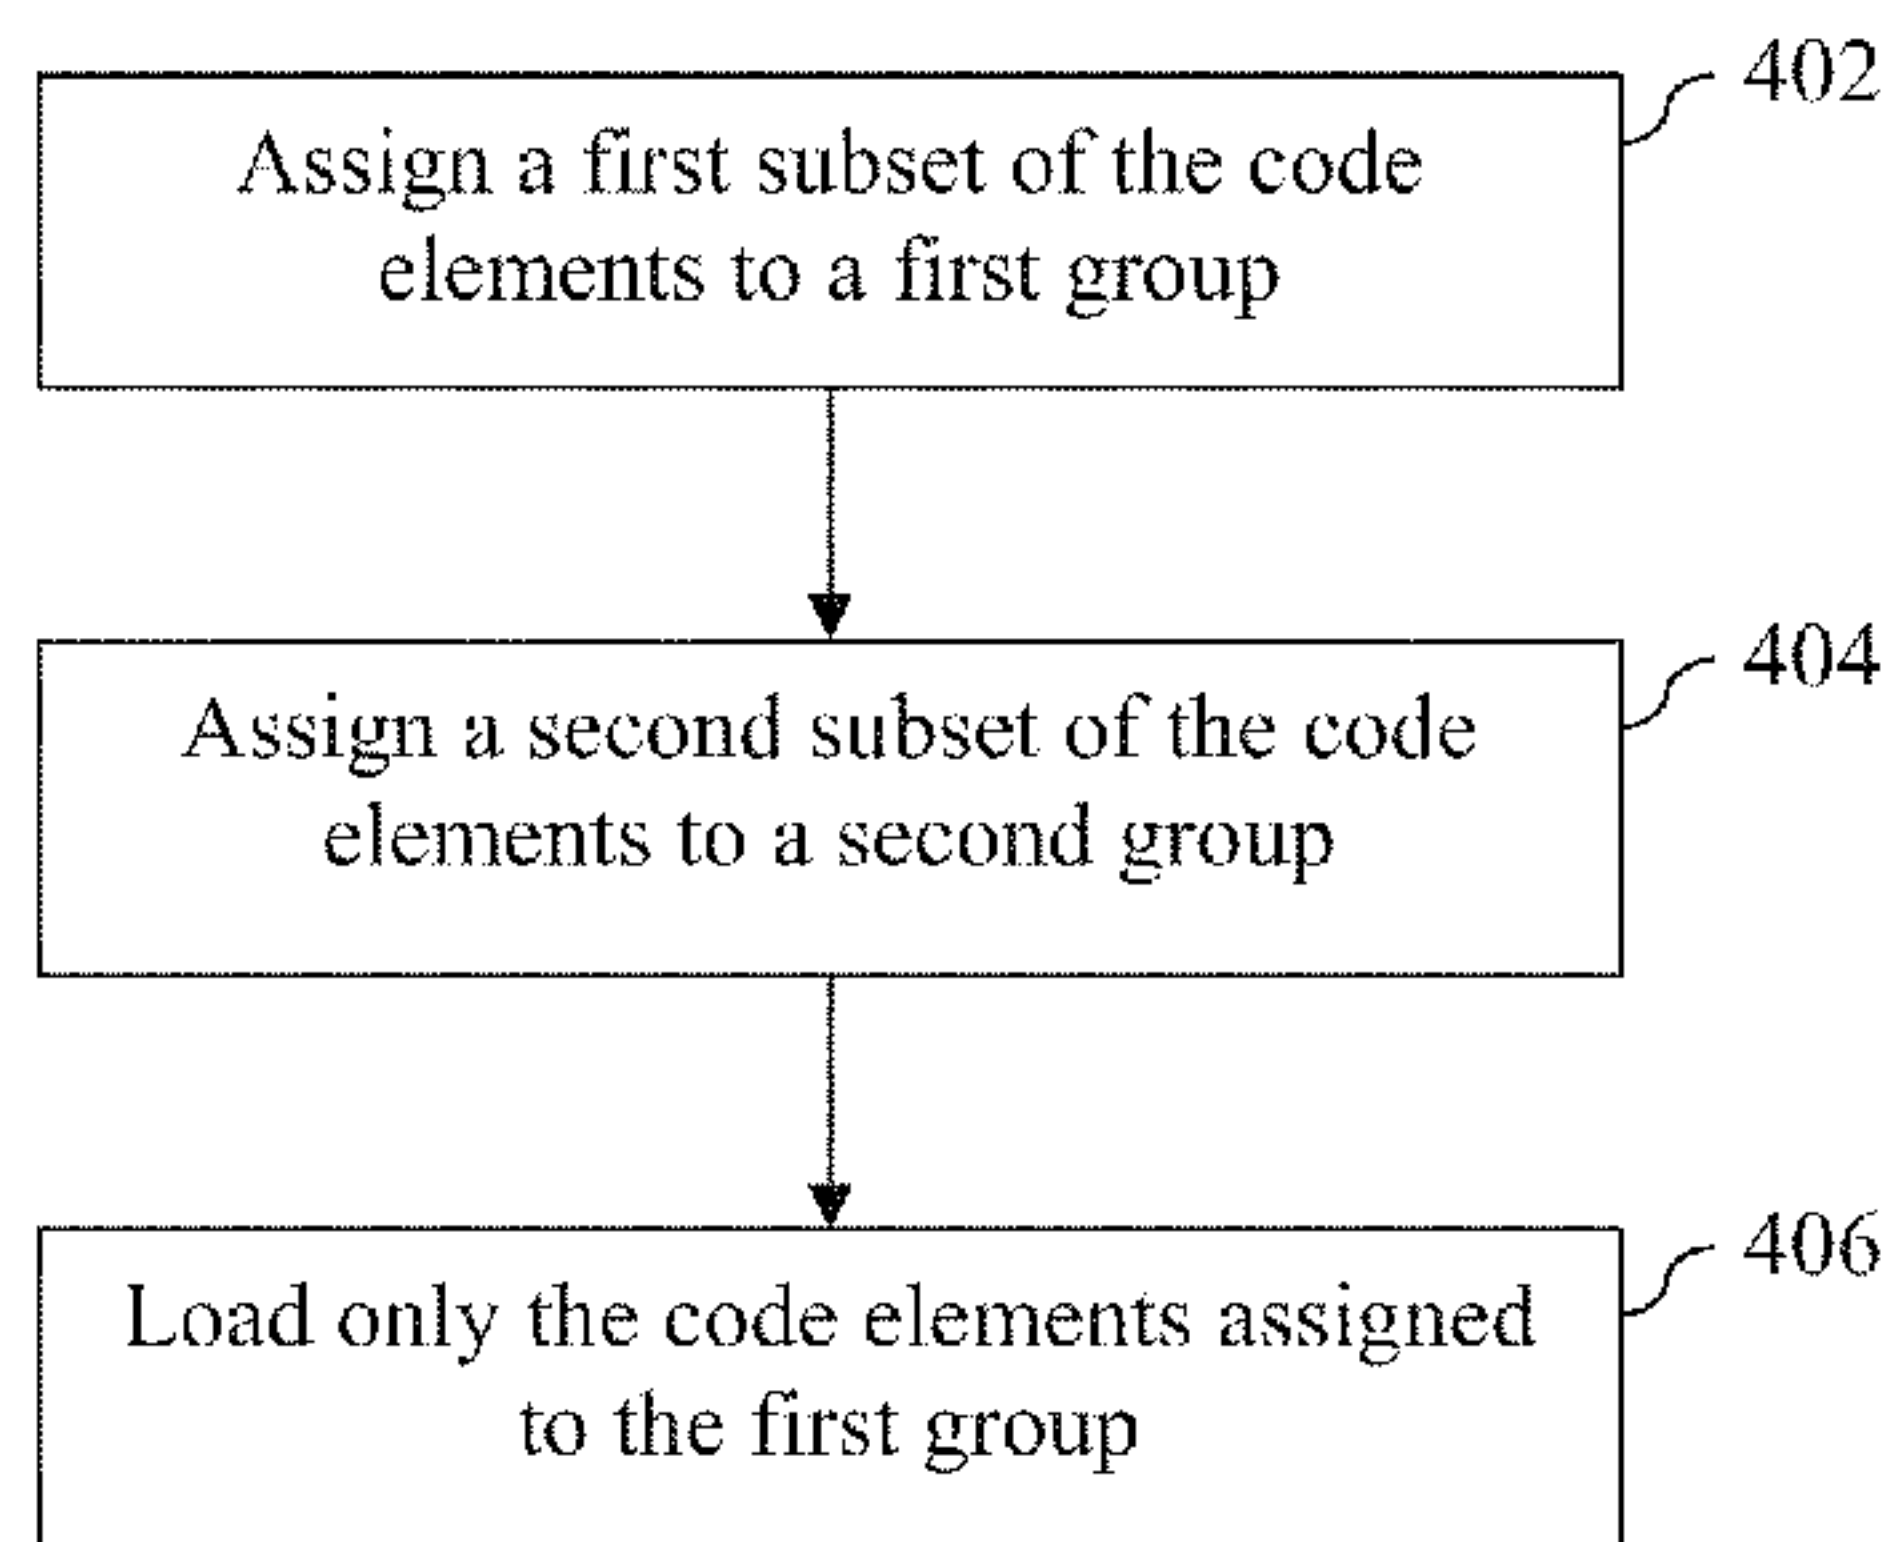 402
Assign a first subset of the code
elements to a first group
404
Assign a second subset of the code
elements to a second group
406
Load only the code elements assigned
to the first group